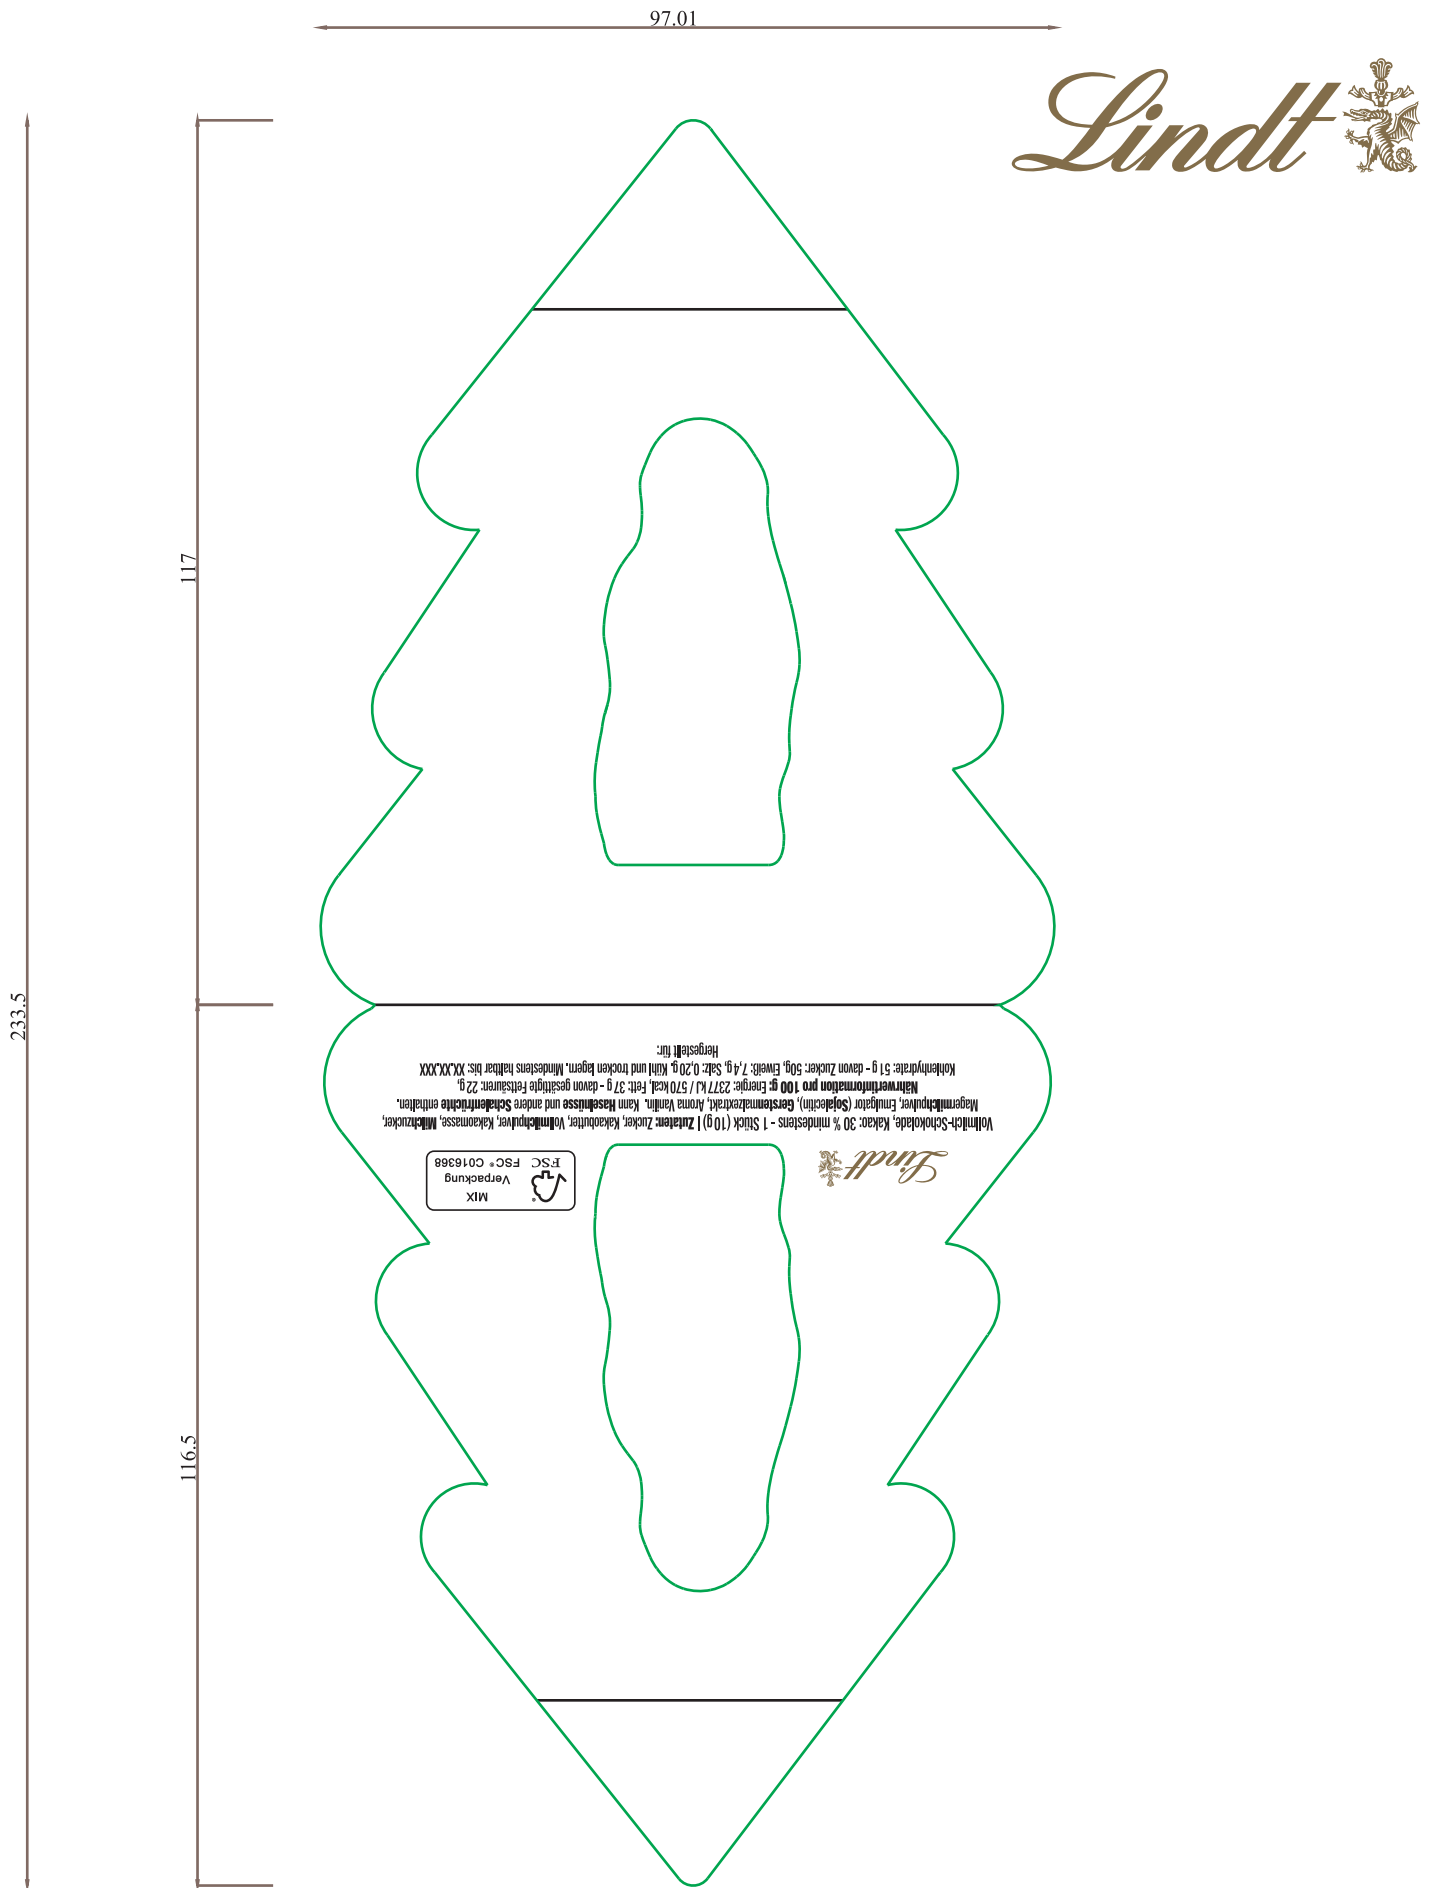 97.01
Lindt
117
233.5
116.5
Vollmilch-Schokolade, Kakao: 30 % mindestens - 1 Stück (10 g) | Zutaten: Zucker, Kakaobutter, Vollmilchpulver, Kakaomasse, Milchzucker,
Magermilchpulver, Emulgator (Sojalecitin), Gerstenmalzextrakt, Aroma Vanilin. Kann Haselnüsse und andere Schalenfrüchte enthalten.
Nährwertinformation pro 100 g: Energie: 2377 kJ / 570 kcal, Fett: 37 g - davon gesättigte Fettsäuren: 22 g,
Kohlenhydrate: 51 g - davon Zucker: 50g, Eiweiß: 7,4 g, Salz: 0,20 g. Kühl und trocken lagern. Mindestens haltbar bis: XX.XX.XXX
Hergestellt für:
Lindt
MIX
Verpackung
FSC FSC® C016368